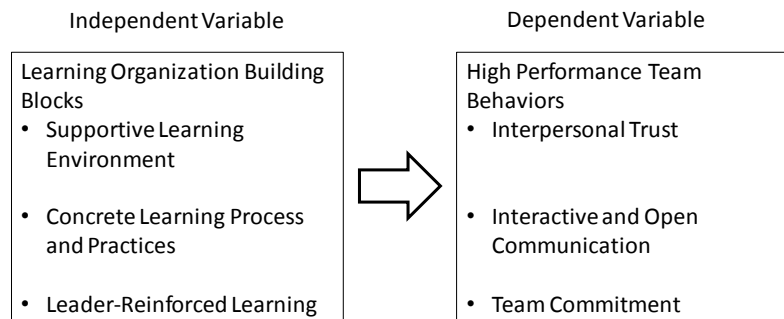 Independent Variable
Dependent Variable
Learning Organization Building
Blocks
• Supportive Learning
Environment
• Concrete Learning Process
and Practices
• Leader-Reinforced Learning
High Performance Team
Behaviors
• Interpersonal Trust
• Interactive and Open
Communication
• Team Commitment